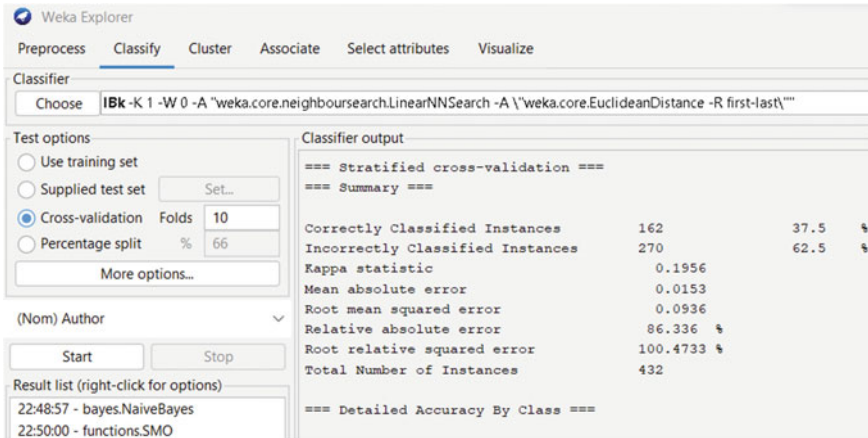 Weka Explorer
Preprocess Classify Cluster Associate Select attributes Visualize
Classifier
Choose IBk -K 1 -W 0 -A "weka.core.neighboursearch.LinearNNSearch -A \"weka.core.EuclideanDistance -R first-last\""
Test options
Use training set
Supplied test set Set...
Cross-validation Folds 10
Percentage split % 66
More options...
(Nom) Author
Start Stop
Result list (right-click for options)
22:48:57 - bayes.NaiveBayes
22:50:00 - functions.SMO
Classifier output
=== Stratified cross-validation ===
=== Summary ===
Correctly Classified Instances 162 37.5 %
Incorrectly Classified Instances 270 62.5 %
Kappa statistic 0.1956
Mean absolute error 0.0153
Root mean squared error 0.0936
Relative absolute error 86.336 %
Root relative squared error 100.4733 %
Total Number of Instances 432
=== Detailed Accuracy By Class ===